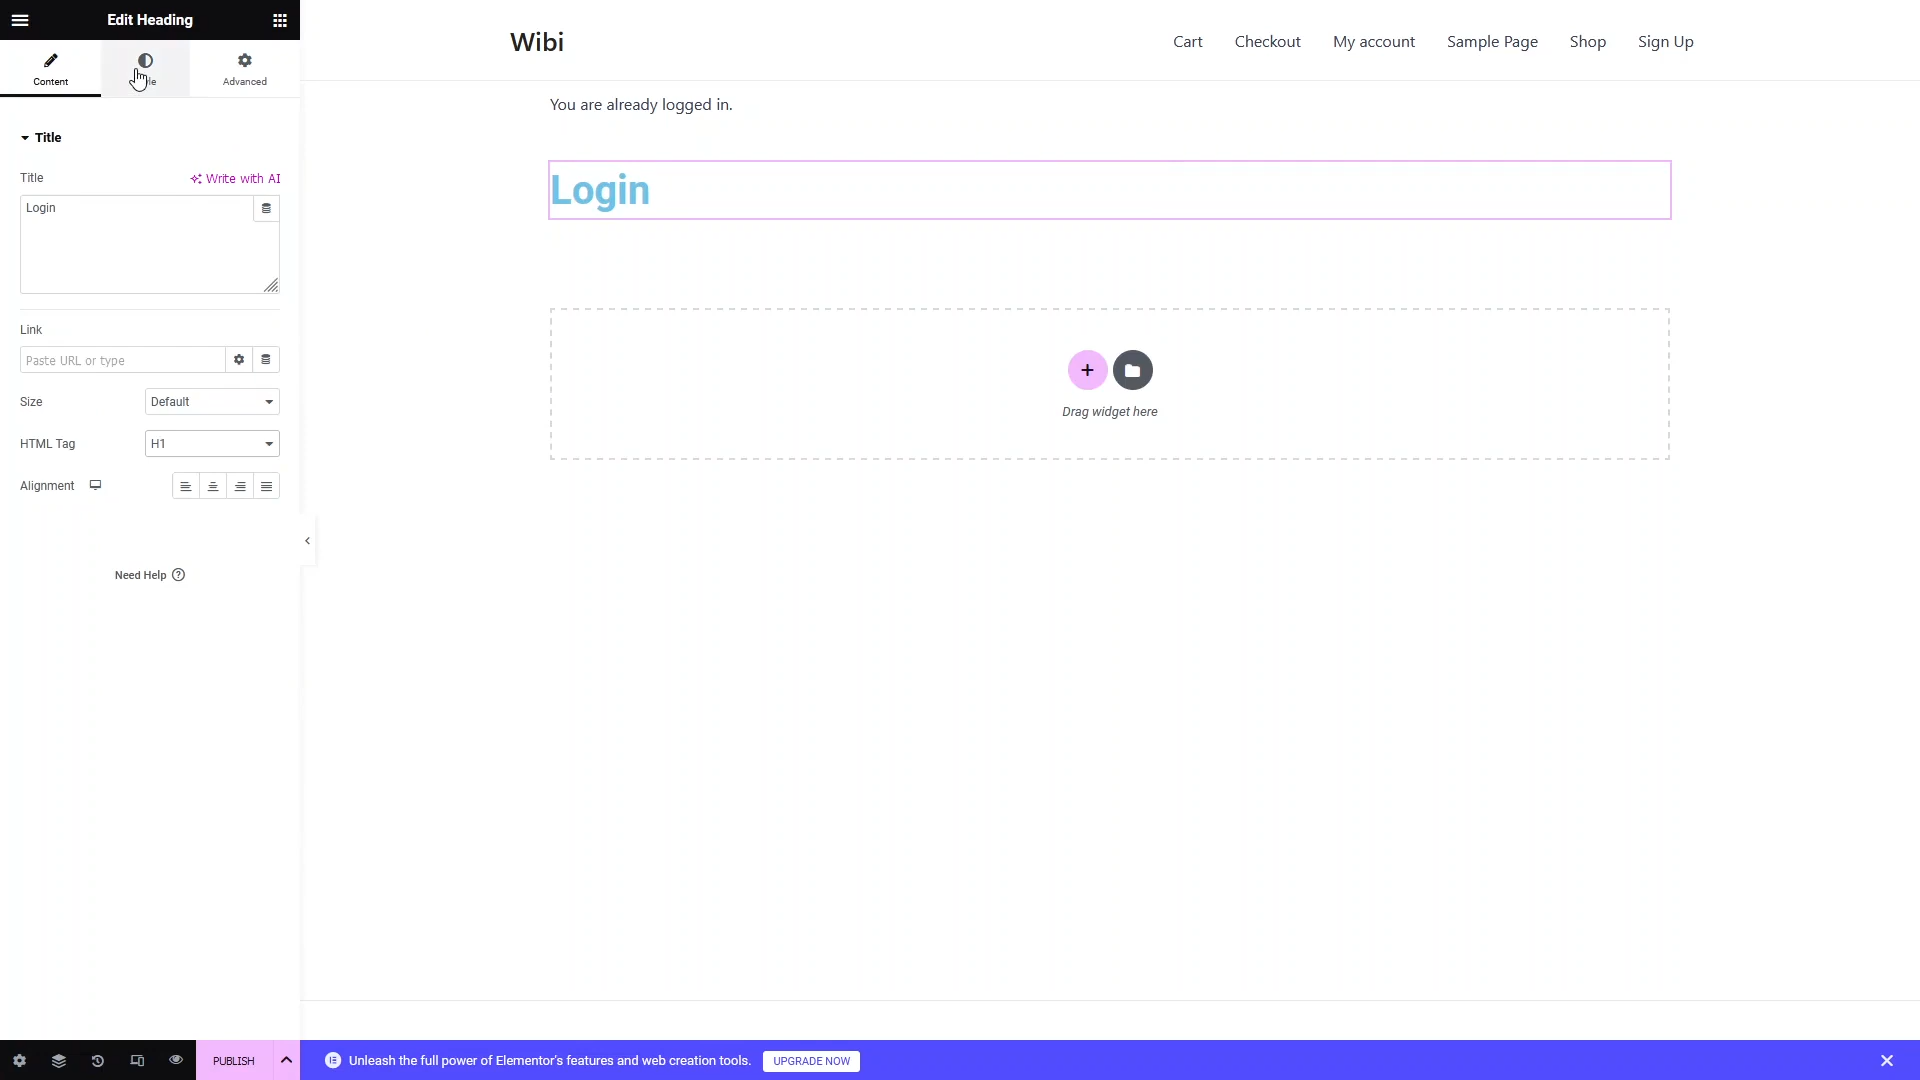 Edit Heading
Content
Advanced
Title
Title
Write with AI
Login
Link
Paste URL or type
Size
Default
HTML Tag
H1
Alignment
Need Help
PUBLISH
Wibi
Cart
Checkout
My account
Sample Page
Shop
Sign Up
You are already logged in.
Login
Drag widget here
Unleash the full power of Elementor's features and web creation tools.
UPGRADE NOW